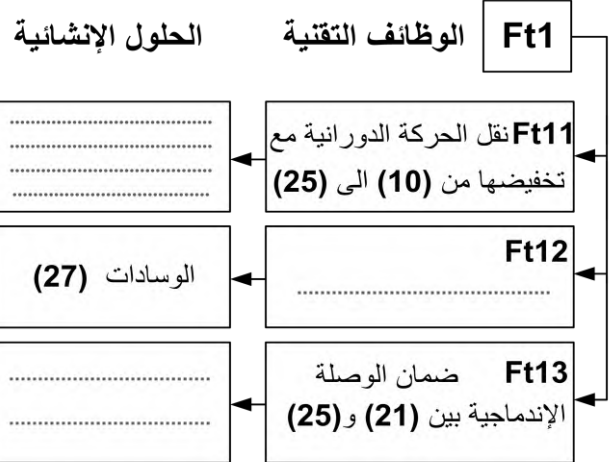 Ft1 الوظائف التقنية الحلول الإنشائية
Ft11 نقل الحركة الدورانية مع
تخفيضها من (10) الى (25)
................................
................................
................................
................................
Ft12
................................
الوسادات (27)
Ft13 ضمان الوصلة
الإندماجية بين (21) و(25)
................................
................................